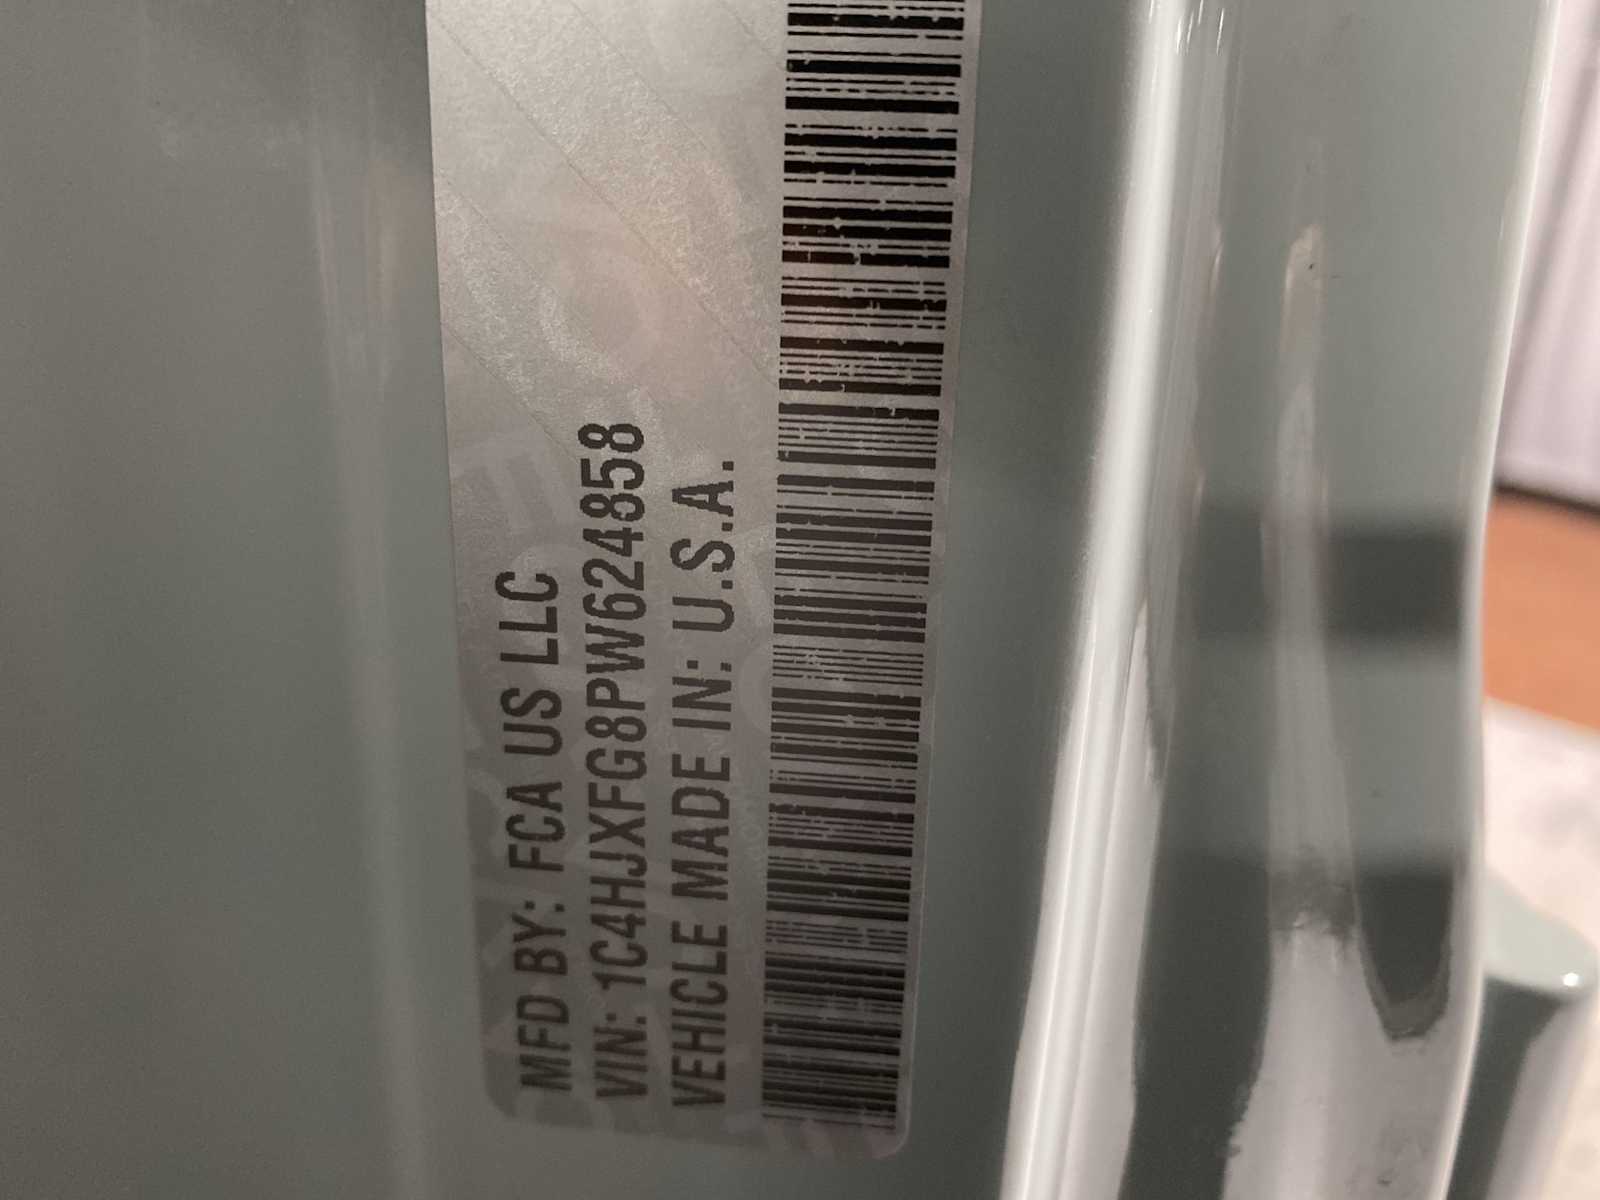 MFD BY: FCA US LLC
VIN: 1C4HJXFG8PW624858
VEHICLE MADE IN: U.S.A.